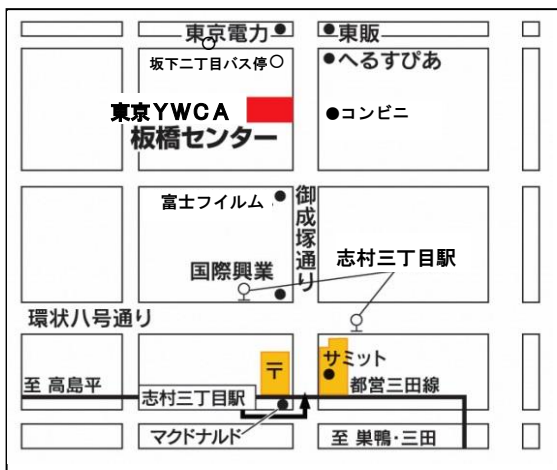 東京電力
東販
坂下二丁目バス停
へるすぴあ
東京YWCA
板橋センター
コンビニ
富士フイルム
御成塚通り
志村三丁目駅
国際興業
環状八号通り
サミット
〒
至 高島平
志村三丁目駅
都営三田線
マクドナルド
至 巣鴨・三田